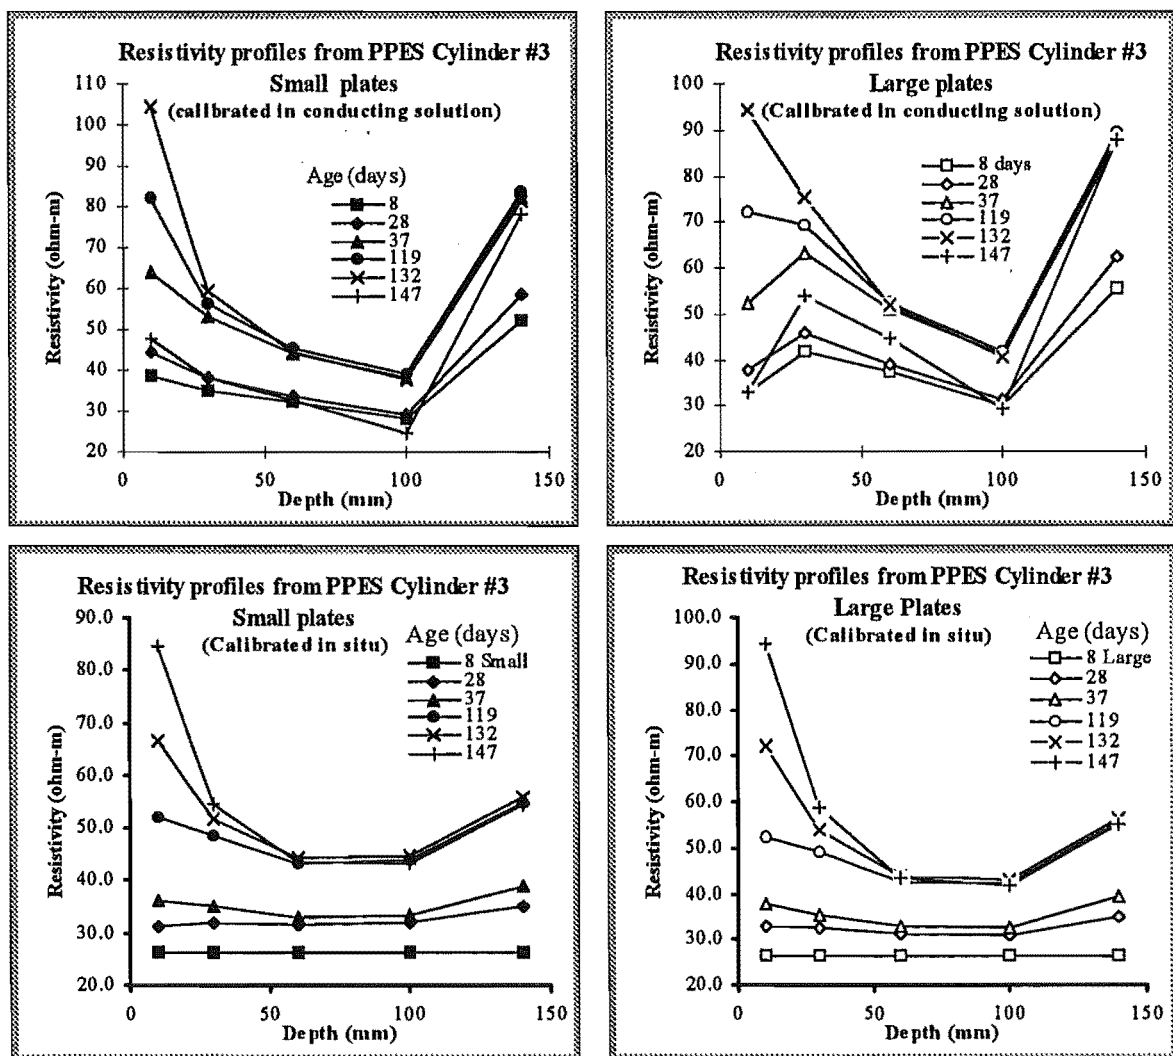 Resistivity profiles from PPES Cylinder #3
Small plates
(calibrated in conducting solution)
Resistivity (ohm-m)
110
100
90
80
70
60
50
40
30
20
0
50
100
150
Depth (mm)
Age (days)
8
28
37
119
132
147
Resistivity profiles from PPES Cylinder #3
Large plates
(Calibrated in conducting solution)
Resistivity (ohm-m)
100
90
80
70
60
50
40
30
20
0
50
100
150
Depth (mm)
8 days
28
37
119
132
147
Resistivity profiles from PPES Cylinder #3
Small plates
(Calibrated in situ)
Resistivity (ohm-m)
90.0
80.0
70.0
60.0
50.0
40.0
30.0
20.0
0
50
100
150
Depth (mm)
Age (days)
8 Small
28
37
119
132
147
Resistivity profiles from PPES Cylinder #3
Large Plates
(Calibrated in situ)
Resistivity (ohm-m)
100.0
90.0
80.0
70.0
60.0
50.0
40.0
30.0
20.0
0
50
100
150
Depth (mm)
Age (days)
8 Large
28
37
119
132
147